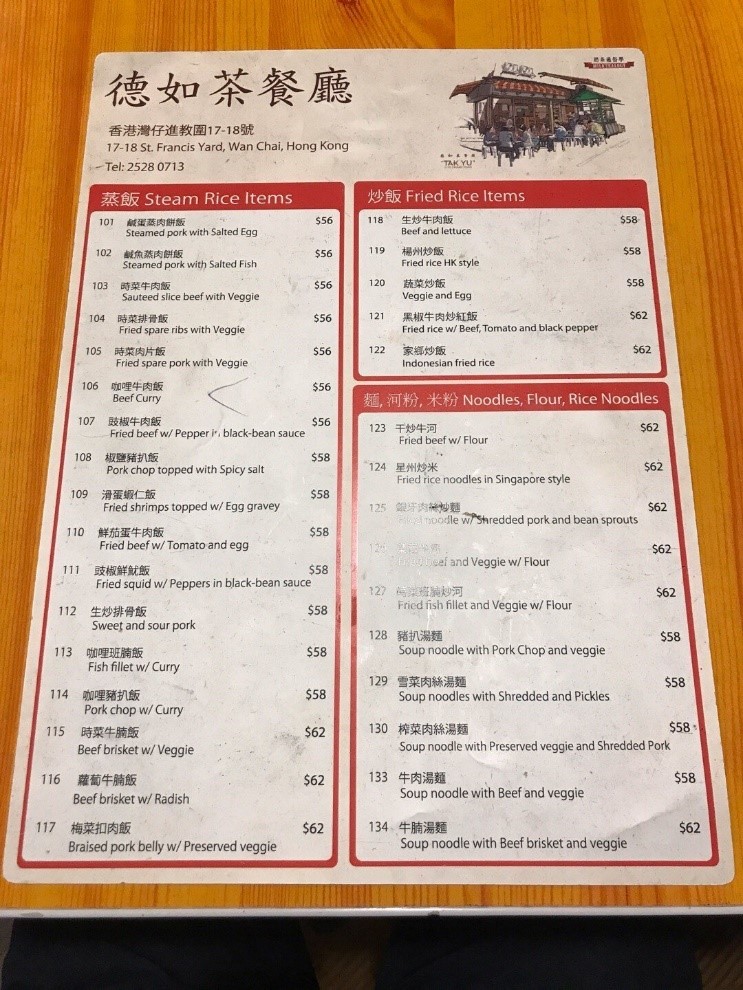 德如茶餐廳
香港灣仔進教圍17-18號
17-18 St. Francis Yard, Wan Chai, Hong Kong
Tel: 2528 0713
"TAK YU"
蒸飯 Steam Rice Items
101 鹹蛋蒸肉餅飯 $56
Steamed pork with Salted Egg
102 鹹魚蒸肉餅飯 $56
Steamed pork with Salted Fish
103 時菜牛肉飯 $56
Sauteed slice beef with Veggie
104 時菜排骨飯 $56
Fried spare ribs with Veggie
105 時菜肉片飯 $56
Fried spare pork with Veggie
106 咖哩牛肉飯 $56
Beef Curry
107 豉椒牛肉飯 $56
Fried beef w/ Pepper in black-bean sauce
108 椒鹽豬扒飯 $58
Pork chop topped with Spicy salt
109 滑蛋蝦仁飯 $58
Fried shrimps topped w/ Egg gravey
110 鮮茄蛋牛肉飯 $58
Fried beef w/ Tomato and egg
111 豉椒鮮魷飯 $58
Fried squid w/ Peppers in black-bean sauce
112 生炒排骨飯 $58
Sweet and sour pork
113 咖哩班腩飯 $58
Fish fillet w/ Curry
114 咖哩豬扒飯 $58
Pork chop w/ Curry
115 時菜牛腩飯 $62
Beef brisket w/ Veggie
116 蘿蔔牛腩飯 $62
Beef brisket w/ Radish
117 梅菜扣肉飯 $62
Braised pork belly w/ Preserved veggie
炒飯 Fried Rice Items
118 生炒牛肉飯 $58
Beef and lettuce
119 楊州炒飯 $58
Fried rice HK style
120 蔬菜炒飯 $58
Veggie and Egg
121 黑椒牛肉炒紅飯 $62
Fried rice w/ Beef, Tomato and black pepper
122 家鄉炒飯 $62
Indonesian fried rice
麵, 河粉, 米粉 Noodles, Flour, Rice Noodles
123 干炒牛河 $62
Fried beef w/ Flour
124 星州炒米 $62
Fried rice noodles in Singapore style
125 銀牙肉絲炒麵 $62
noodle w/ Shredded pork and bean sprouts
126 $62
beef and Veggie w/ Flour
127 班腩炒河 $62
Fried fish fillet and Veggie w/ Flour
128 豬扒湯麵 $58
Soup noodle with Pork Chop and veggie
129 雪菜肉絲湯麵 $58
Soup noodles with Shredded and Pickles
130 榨菜肉絲湯麵 $58
Soup noodle with Preserved veggie and Shredded Pork
133 牛肉湯麵 $58
Soup noodle with Beef and veggie
134 牛腩湯麵 $62
Soup noodle with Beef brisket and veggie